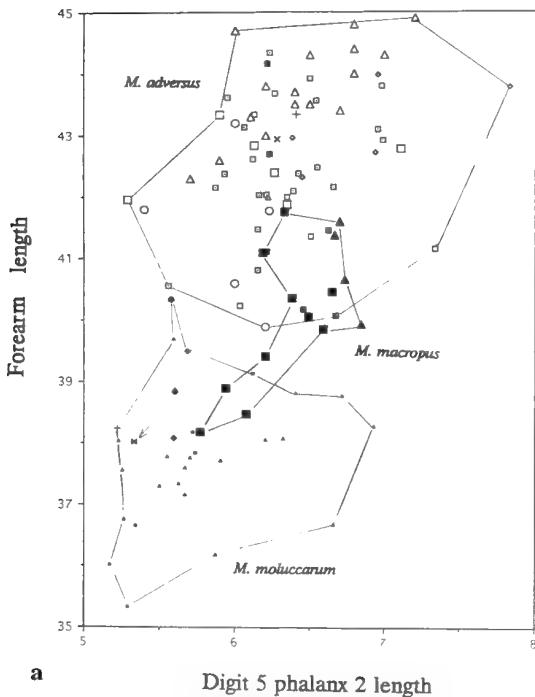 45
M. adversus
43
Forearm length
41
M. macropus
39
37
M. moluccarum
35
5 6 7 8
a Digit 5 phalanx 2 length